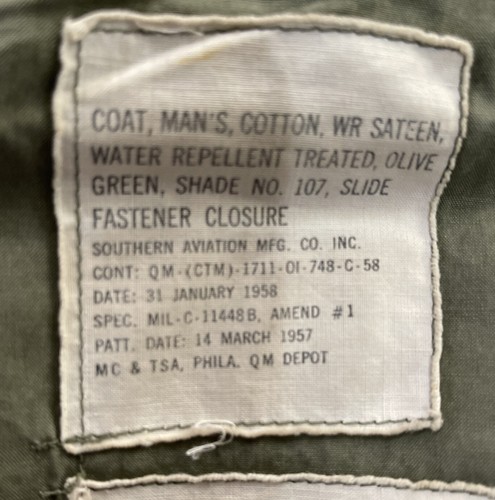 COAT, MAN'S, COTTON, WR SATEEN,
WATER REPELLENT TREATED, OLIVE
GREEN, SHADE NO. 107, SLIDE
FASTENER CLOSURE
SOUTHERN AVIATION MFG. CO. INC.
CONT: QM-(CTM)-1711-OI-748-C-58
DATE: 31 JANUARY 1958
SPEC. MIL-C-11448B, AMEND #1
PATT. DATE: 14 MARCH 1957
MC & TSA, PHILA. QM DEPOT